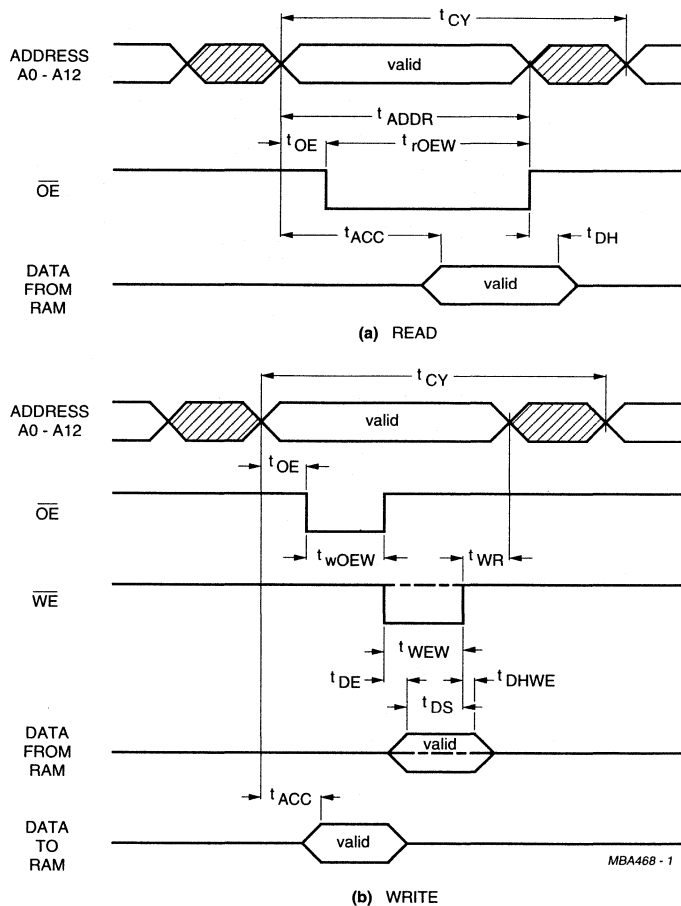 t CY
ADDRESS
A0 - A12
valid
t ADDR
t OE
t rOEW
OE
t ACC
t DH
DATA
FROM
RAM
valid
(a) READ
t CY
ADDRESS
A0 - A12
valid
t OE
OE
t wOEW
t WR
WE
t WEW
t DE
t DHWE
t DS
DATA
FROM
RAM
valid
t ACC
DATA
TO
RAM
valid
MBA468 - 1
(b) WRITE